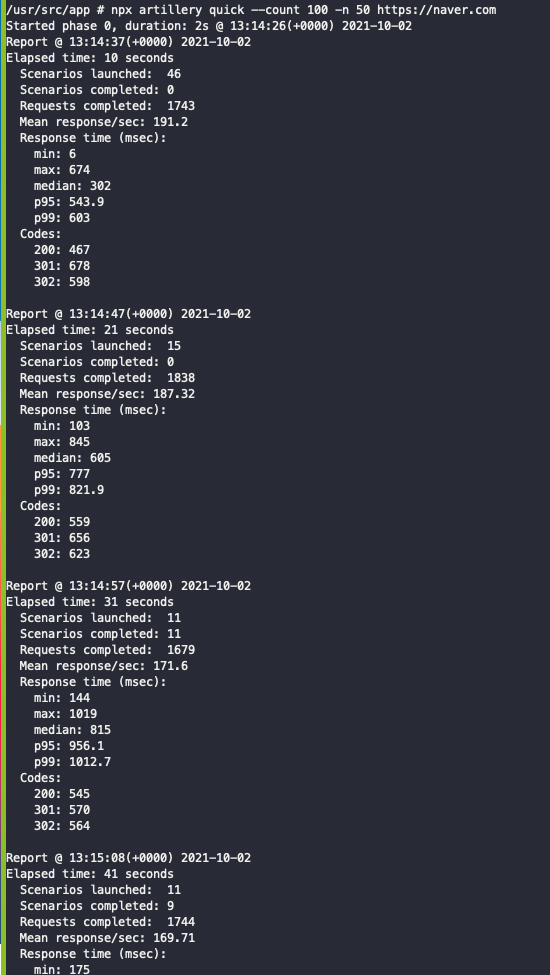 /usr/src/app # npx artillery quick --count 100 -n 50 https://naver.com
Started phase 0, duration: 2s @ 13:14:26(+0000) 2021-10-02
Report @ 13:14:37(+0000) 2021-10-02
Elapsed time: 10 seconds
  Scenarios launched:  46
  Scenarios completed: 0
  Requests completed:  1743
  Mean response/sec: 191.2
  Response time (msec):
    min: 6
    max: 674
    median: 302
    p95: 543.9
    p99: 603
  Codes:
    200: 467
    301: 678
    302: 598

Report @ 13:14:47(+0000) 2021-10-02
Elapsed time: 21 seconds
  Scenarios launched:  15
  Scenarios completed: 0
  Requests completed:  1838
  Mean response/sec: 187.32
  Response time (msec):
    min: 103
    max: 845
    median: 605
    p95: 777
    p99: 821.9
  Codes:
    200: 559
    301: 656
    302: 623

Report @ 13:14:57(+0000) 2021-10-02
Elapsed time: 31 seconds
  Scenarios launched:  11
  Scenarios completed: 11
  Requests completed:  1679
  Mean response/sec: 171.6
  Response time (msec):
    min: 144
    max: 1019
    median: 815
    p95: 956.1
    p99: 1012.7
  Codes:
    200: 545
    301: 570
    302: 564

Report @ 13:15:08(+0000) 2021-10-02
Elapsed time: 41 seconds
  Scenarios launched:  11
  Scenarios completed: 9
  Requests completed:  1744
  Mean response/sec: 169.71
  Response time (msec):
    min: 175